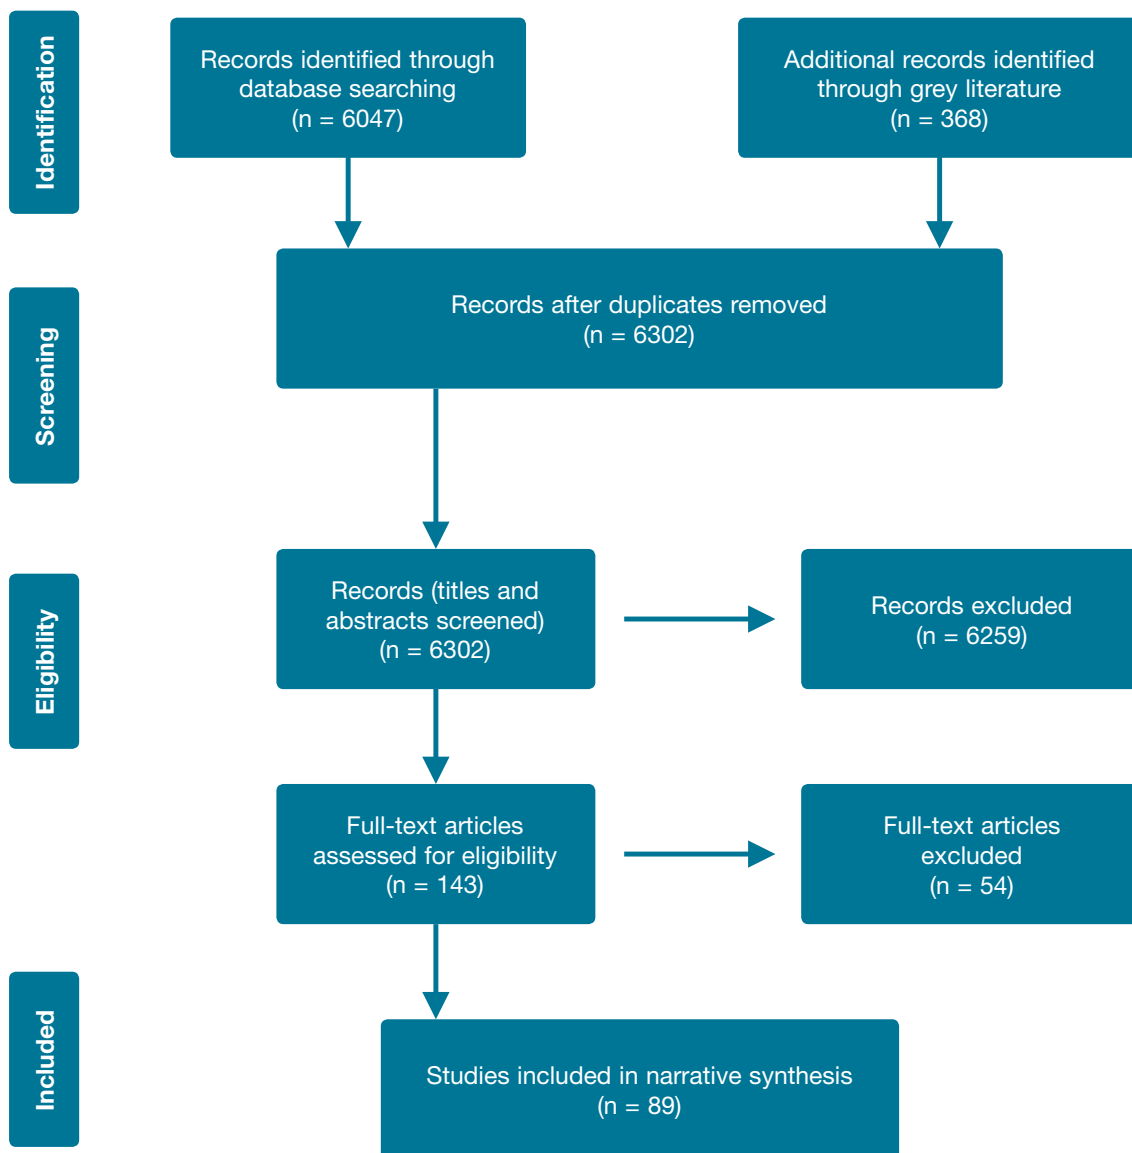 Identification
Records identified through
database searching
(n = 6047)
Additional records identified
through grey literature
(n = 368)
Screening
Records after duplicates removed
(n = 6302)
Eligibility
Records (titles and
abstracts screened)
(n = 6302)
Records excluded
(n = 6259)
Full-text articles
assessed for eligibility
(n = 143)
Full-text articles
excluded
(n = 54)
Included
Studies included in narrative synthesis
(n = 89)